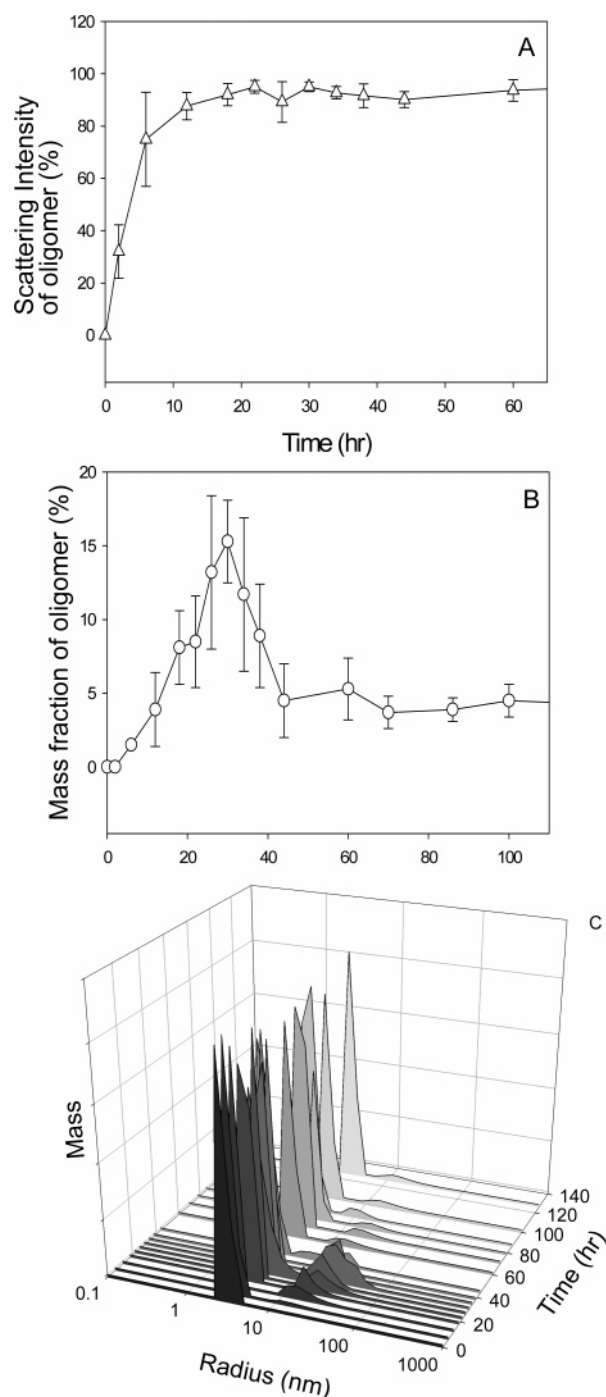 A
Scattering Intensity
of oligomer (%)
120
100
80
60
40
20
0
0 10 20 30 40 50 60
Time (hr)
B
Mass fraction of oligomer (%)
20
15
10
5
0
0 20 40 60 80 100
C
Mass
0.1 1 10 100 1000
Radius (nm)
0 20 40 60 80 100 120 140
Time (hr)